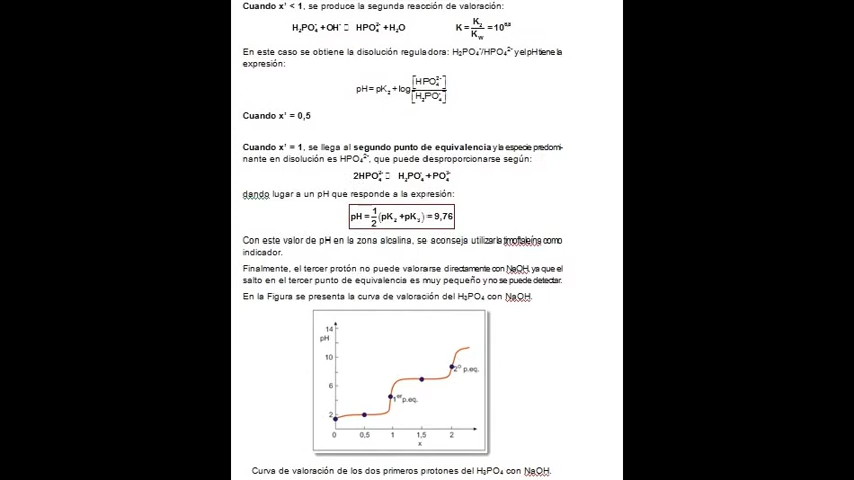 Cuando x' < 1, se produce la segunda reacción de valoración:
H₂PO₄⁻ + OH⁻ ⇌ HPO₄²⁻ + H₂O K = K₂/K_W = 10⁶,⁸
En este caso se obtiene la disolución reguladora: H₂PO₄⁻/HPO₄²⁻ y el pH tiene la
expresión:
pH = pK₂ + log [HPO₄²⁻]/[H₂PO₄⁻]
Cuando x' = 0,5
Cuando x' = 1, se llega al segundo punto de equivalencia y la especie predomi-
nante en disolución es HPO₄²⁻, que puede desproporcionarse según:
2HPO₄²⁻ ⇌ H₂PO₄⁻ + PO₄³⁻
dando lugar a un pH que responde a la expresión:
pH = 1/2 (pK₂ + pK₃) = 9,76
Con este valor de pH en la zona alcalina, se aconseja utilizar la timolftaleína como
indicador.
Finalmente, el tercer protón no puede valorarse directamente con NaOH, ya que el
salto en el tercer punto de equivalencia es muy pequeño y no se puede detectar.
En la Figura se presenta la curva de valoración del H₃PO₄ con NaOH.
14
pH
10
6
2
1er p.eq.
2º p.eq.
0 0,5 1 1,5 2
x
Curva de valoración de los dos primeros protones del H₃PO₄ con NaOH.